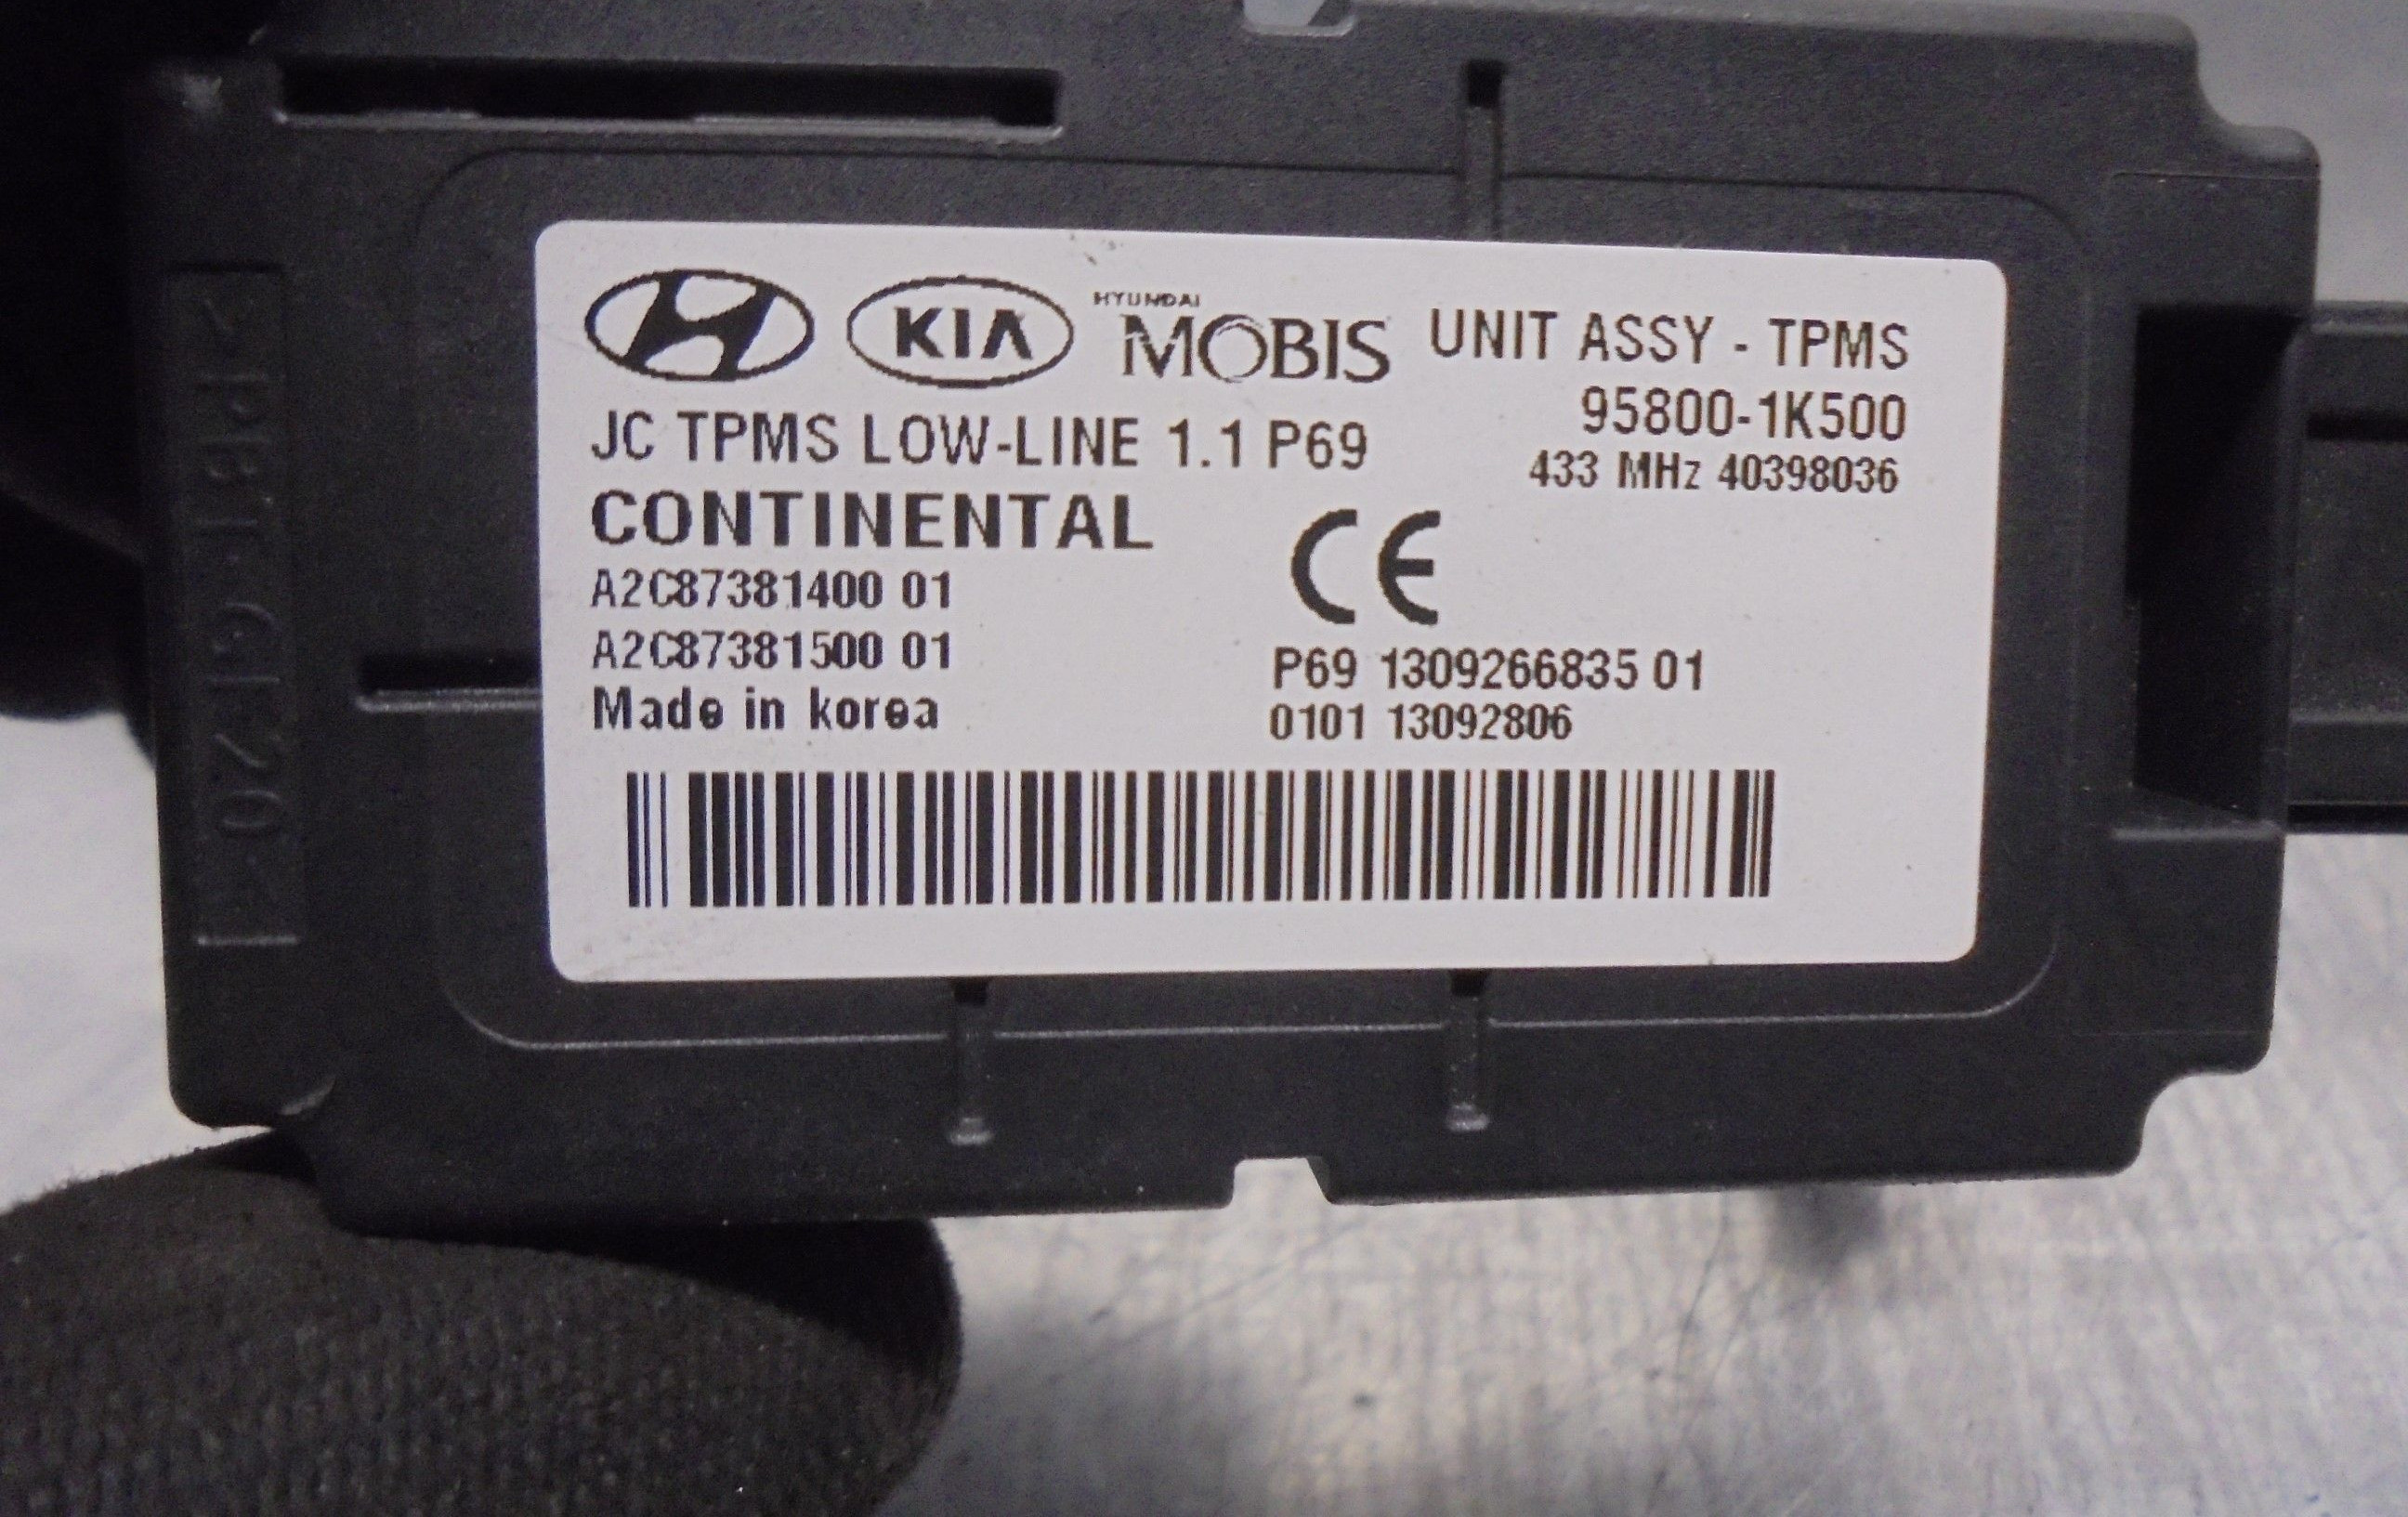 KIA HYUNDAI MOBIS UNIT ASSY - TPMS
95800-1K500
JC TPMS LOW-LINE 1.1 P69
433 MHz 40398036
CONTINENTAL
CE
A2C87381400 01
A2C87381500 01
P69 1309266835 01
Made in korea
0101 13092806
>PBT-GF20<